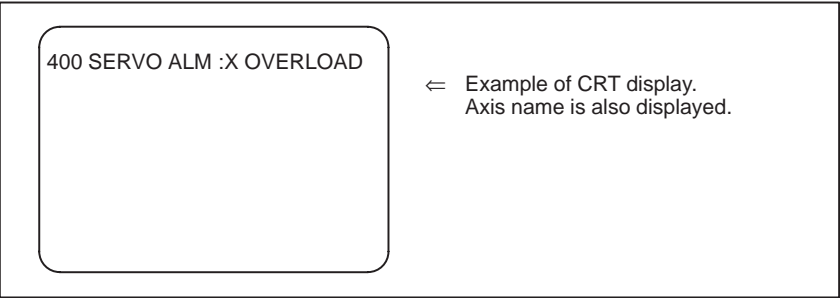 400 SERVO ALM :X OVERLOAD
⇐ Example of CRT display.
Axis name is also displayed.